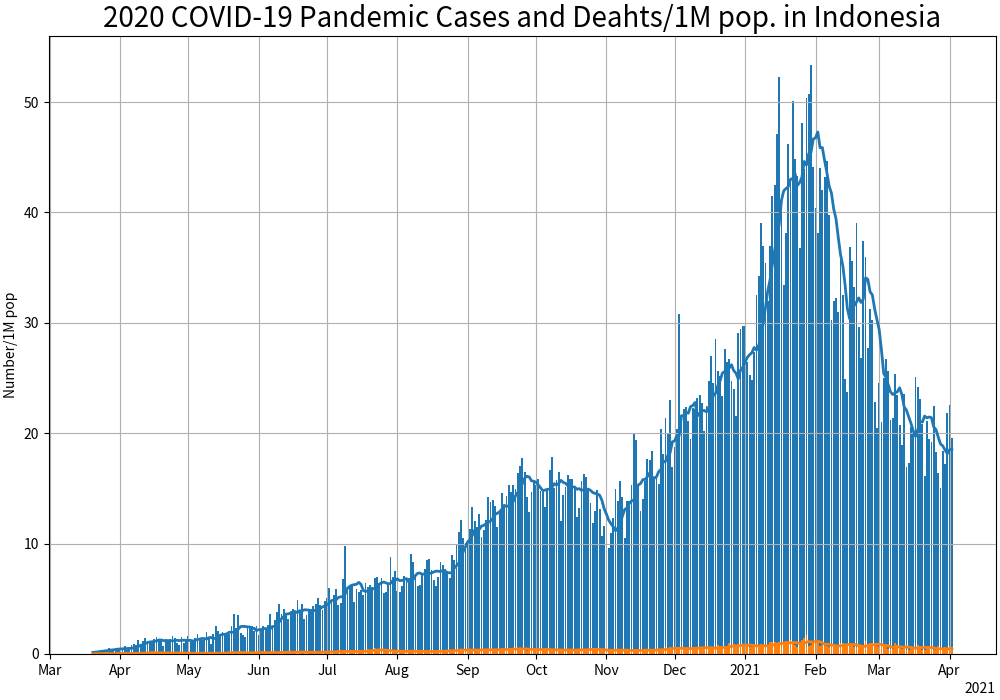 2020 COVID-19 Pandemic Cases and Deahts/1M pop. in Indonesia
Number/1M pop
50
40
30
20
10
0
Mar Apr May Jun Jul Aug Sep Oct Nov Dec 2021 Feb Mar Apr
2021